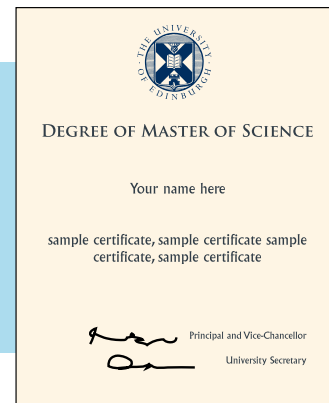 THE UNIVERSITY
OF EDINBURGH
DEGREE OF MASTER OF SCIENCE
Your name here
sample certificate, sample certificate sample
certificate, sample certificate
Principal and Vice-Chancellor
University Secretary